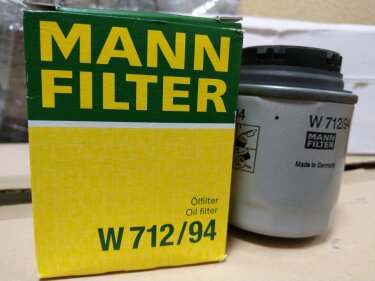 MANN
FILTER
Ölfilter
Oil filter
W 712/94
W 712/94
MANN
FILTER
Made in Germany